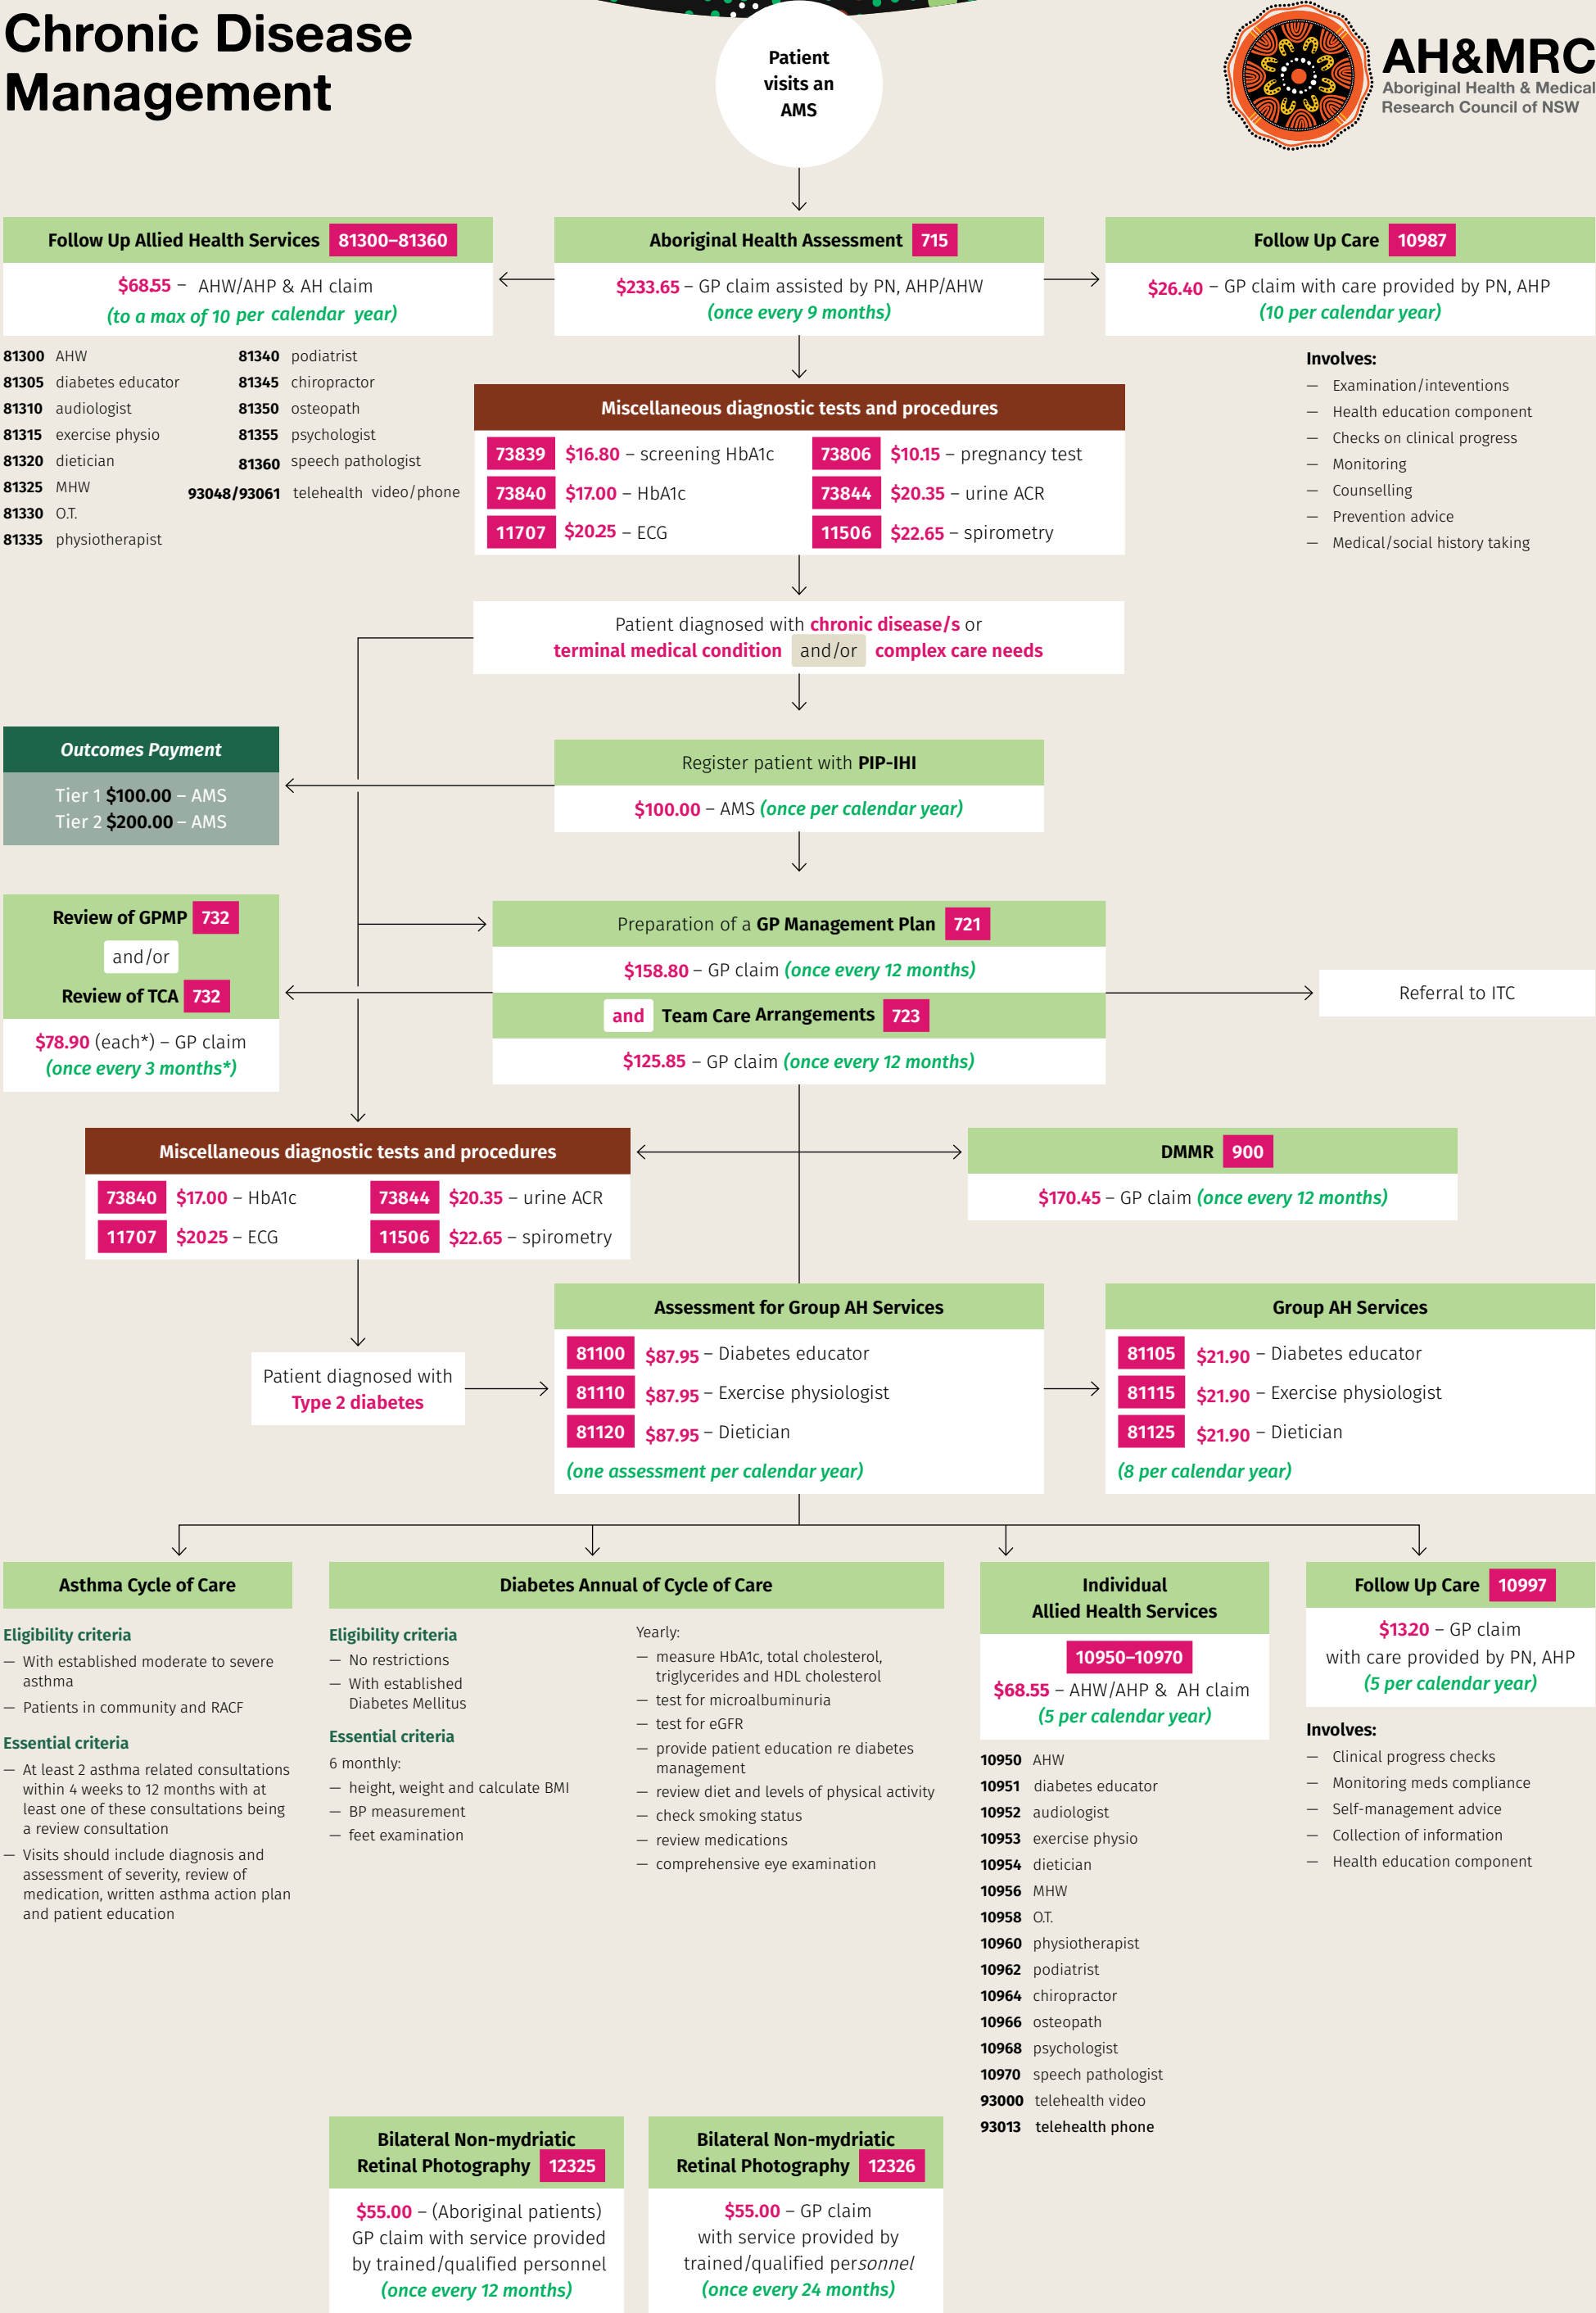 Chronic Disease
Management
Patient
visits an
AMS
AH&MRC
Aboriginal Health & Medical
Research Council of NSW
Follow Up Allied Health Services 81300–81360
$68.55 – AHW/AHP & AH claim
(to a max of 10 per calendar year)
81300 AHW
81305 diabetes educator
81310 audiologist
81315 exercise physio
81320 dietician
81325 MHW
81330 O.T.
81335 physiotherapist
81340 podiatrist
81345 chiropractor
81350 osteopath
81355 psychologist
81360 speech pathologist
93048/93061 telehealth video/phone
Aboriginal Health Assessment 715
$233.65 – GP claim assisted by PN, AHP/AHW
(once every 9 months)
Follow Up Care 10987
$26.40 – GP claim with care provided by PN, AHP
(10 per calendar year)
Involves:
— Examination/inteventions
— Health education component
— Checks on clinical progress
— Monitoring
— Counselling
— Prevention advice
— Medical/social history taking
Miscellaneous diagnostic tests and procedures
73839 $16.80 – screening HbA1c
73840 $17.00 – HbA1c
11707 $20.25 – ECG
73806 $10.15 – pregnancy test
73844 $20.35 – urine ACR
11506 $22.65 – spirometry
Patient diagnosed with chronic disease/s or
terminal medical condition and/or complex care needs
Outcomes Payment
Tier 1 $100.00 – AMS
Tier 2 $200.00 – AMS
Register patient with PIP-IHI
$100.00 – AMS (once per calendar year)
Review of GPMP 732
and/or
Review of TCA 732
$78.90 (each*) – GP claim
(once every 3 months*)
Preparation of a GP Management Plan 721
$158.80 – GP claim (once every 12 months)
and Team Care Arrangements 723
$125.85 – GP claim (once every 12 months)
Referral to ITC
Miscellaneous diagnostic tests and procedures
73840 $17.00 – HbA1c
11707 $20.25 – ECG
73844 $20.35 – urine ACR
11506 $22.65 – spirometry
DMMR 900
$170.45 – GP claim (once every 12 months)
Patient diagnosed with
Type 2 diabetes
Assessment for Group AH Services
81100 $87.95 – Diabetes educator
81110 $87.95 – Exercise physiologist
81120 $87.95 – Dietician
(one assessment per calendar year)
Group AH Services
81105 $21.90 – Diabetes educator
81115 $21.90 – Exercise physiologist
81125 $21.90 – Dietician
(8 per calendar year)
Asthma Cycle of Care
Eligibility criteria
— With established moderate to severe
asthma
— Patients in community and RACF
Essential criteria
— At least 2 asthma related consultations
within 4 weeks to 12 months with at
least one of these consultations being
a review consultation
— Visits should include diagnosis and
assessment of severity, review of
medication, written asthma action plan
and patient education
Diabetes Annual of Cycle of Care
Eligibility criteria
— No restrictions
— With established
Diabetes Mellitus
Essential criteria
6 monthly:
— height, weight and calculate BMI
— BP measurement
— feet examination
Yearly:
— measure HbA1c, total cholesterol,
triglycerides and HDL cholesterol
— test for microalbuminuria
— test for eGFR
— provide patient education re diabetes
management
— review diet and levels of physical activity
— check smoking status
— review medications
— comprehensive eye examination
Individual
Allied Health Services
10950–10970
$68.55 – AHW/AHP & AH claim
(5 per calendar year)
10950 AHW
10951 diabetes educator
10952 audiologist
10953 exercise physio
10954 dietician
10956 MHW
10958 O.T.
10960 physiotherapist
10962 podiatrist
10964 chiropractor
10966 osteopath
10968 psychologist
10970 speech pathologist
93000 telehealth video
93013 telehealth phone
Follow Up Care 10997
$13.20 – GP claim
with care provided by PN, AHP
(5 per calendar year)
Involves:
— Clinical progress checks
— Monitoring meds compliance
— Self-management advice
— Collection of information
— Health education component
Bilateral Non-mydriatic
Retinal Photography 12325
$55.00 – (Aboriginal patients)
GP claim with service provided
by trained/qualified personnel
(once every 12 months)
Bilateral Non-mydriatic
Retinal Photography 12326
$55.00 – GP claim
with service provided by
trained/qualified personnel
(once every 24 months)